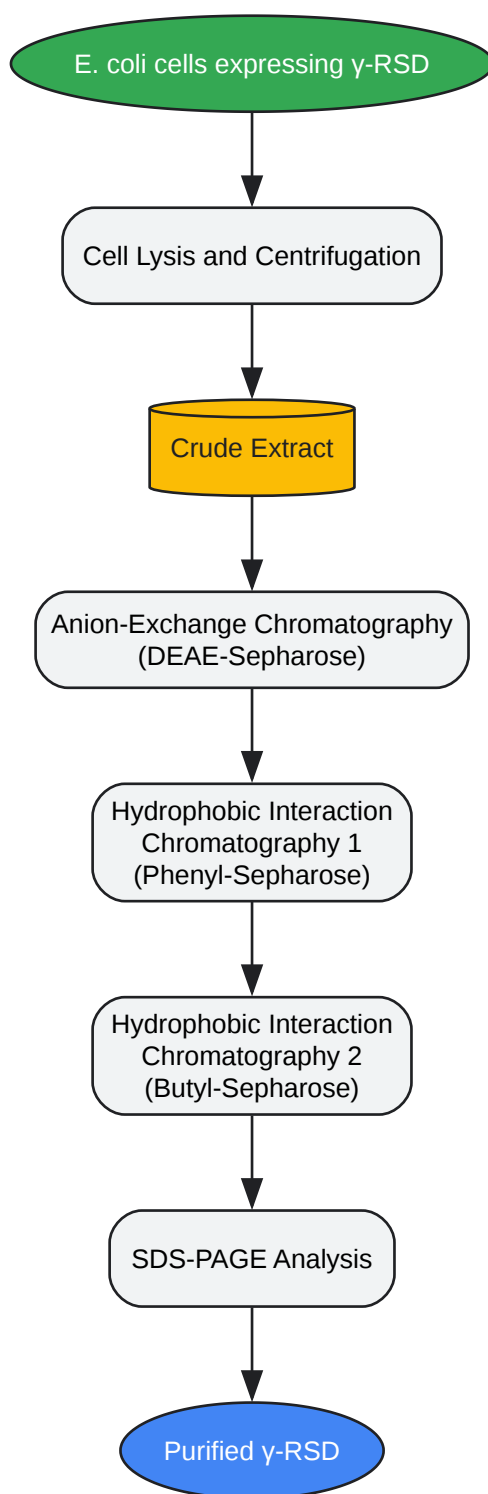 E. coli cells expressing γ-RSD
Cell Lysis and Centrifugation
Crude Extract
Anion-Exchange Chromatography
(DEAE-Sepharose)
Hydrophobic Interaction
Chromatography 1
(Phenyl-Sepharose)
Hydrophobic Interaction
Chromatography 2
(Butyl-Sepharose)
SDS-PAGE Analysis
Purified γ-RSD